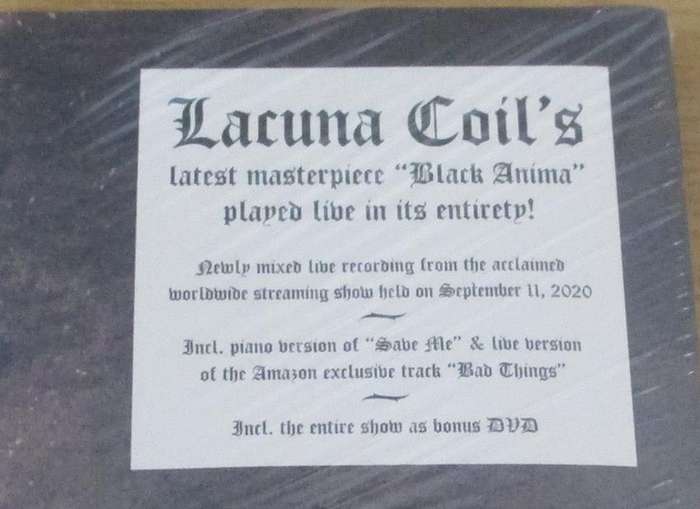 Lacuna Coil's
latest masterpiece “Black Anima”
played live in its entirety!
Newly mixed live recording from the acclaimed
worldwide streaming show held on September 11, 2020
Incl. piano version of “Save Me” & live version
of the Amazon exclusive track “Bad Things”
Incl. the entire show as bonus DVD